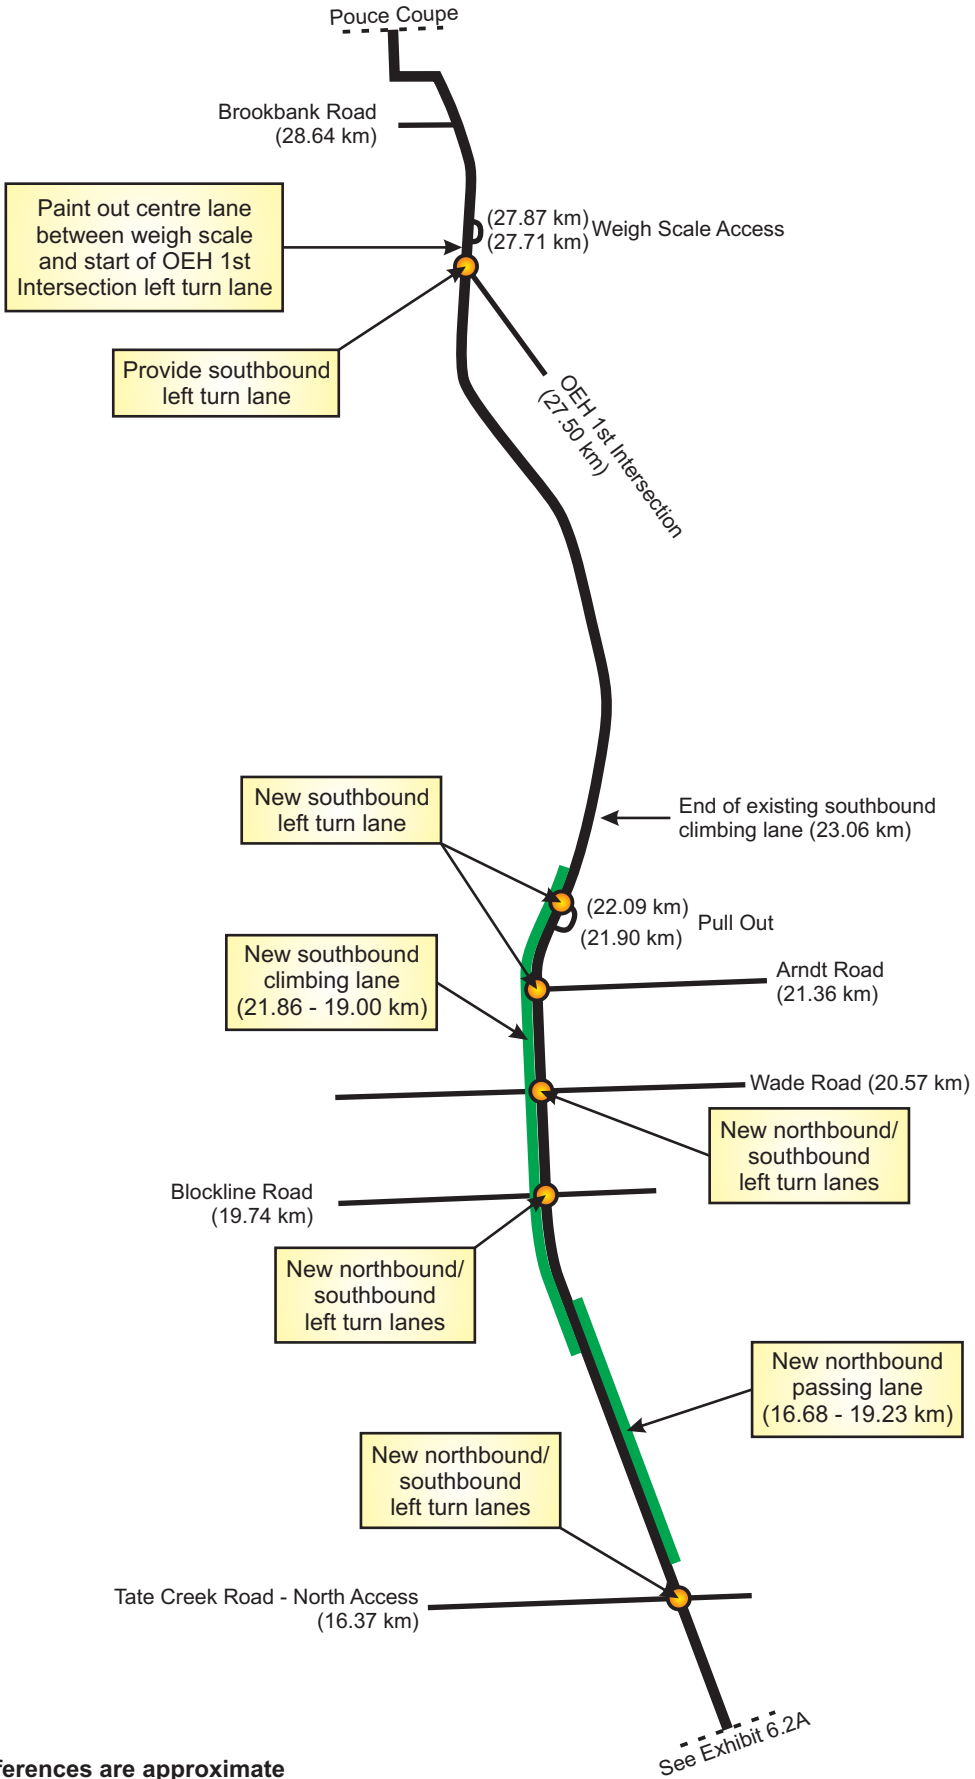 Pouce Coupe
Brookbank Road
(28.64 km)
Paint out centre lane
between weigh scale
and start of OEH 1st
Intersection left turn lane
(27.87 km)
(27.71 km)
Weigh Scale Access
Provide southbound
left turn lane
OEH 1st Intersection
(27.50 km)
New southbound
left turn lane
End of existing southbound
climbing lane (23.06 km)
(22.09 km)
(21.90 km)
Pull Out
New southbound
climbing lane
(21.86 - 19.00 km)
Arndt Road
(21.36 km)
Wade Road (20.57 km)
New northbound/
southbound
left turn lanes
Blockline Road
(19.74 km)
New northbound/
southbound
left turn lanes
New northbound
passing lane
(16.68 - 19.23 km)
New northbound/
southbound
left turn lanes
Tate Creek Road - North Access
(16.37 km)
See Exhibit 6.2A
are approximate